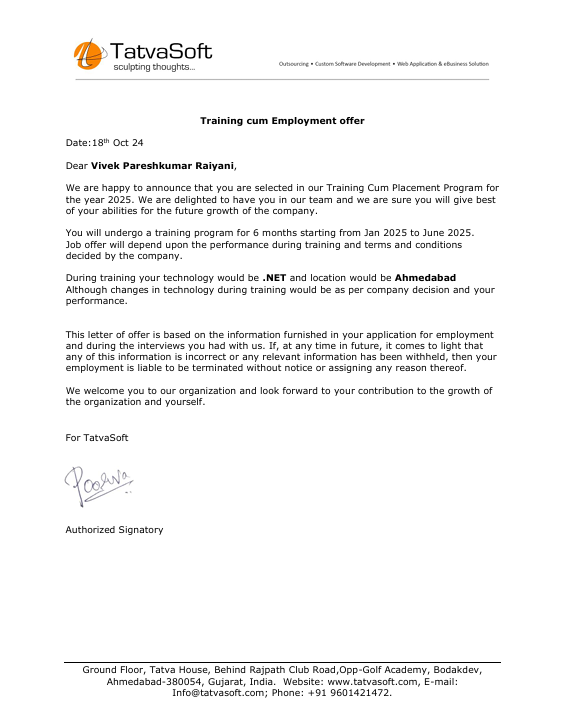 TatvaSoft
sculpting thoughts...
Outsourcing • Custom Software Development • Web Application & eBusiness Solution
Training cum Employment offer
Date:18th Oct 24
Dear Vivek Pareshkumar Raiyani,
We are happy to announce that you are selected in our Training Cum Placement Program for
the year 2025. We are delighted to have you in our team and we are sure you will give best
of your abilities for the future growth of the company.
You will undergo a training program for 6 months starting from Jan 2025 to June 2025.
Job offer will depend upon the performance during training and terms and conditions
decided by the company.
During training your technology would be .NET and location would be Ahmedabad
Although changes in technology during training would be as per company decision and your
performance.
This letter of offer is based on the information furnished in your application for employment
and during the interviews you had with us. If, at any time in future, it comes to light that
any of this information is incorrect or any relevant information has been withheld, then your
employment is liable to be terminated without notice or assigning any reason thereof.
We welcome you to our organization and look forward to your contribution to the growth of
the organization and yourself.
For TatvaSoft
Authorized Signatory
Ground Floor, Tatva House, Behind Rajpath Club Road,Opp-Golf Academy, Bodakdev,
Ahmedabad-380054, Gujarat, India.  Website: www.tatvasoft.com, E-mail:
Info@tatvasoft.com; Phone: +91 9601421472.